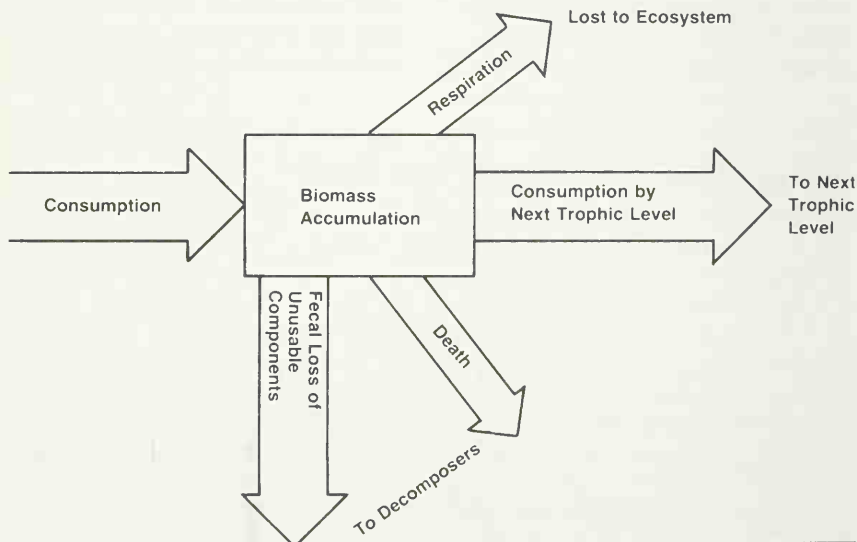 Lost to Ecosystem
Respiration
Consumption
Biomass
Accumulation
Consumption by
Next Trophic Level
To Next
Trophic
Level
Fecal Loss of
Unusable
Components
Death
To Decomposers